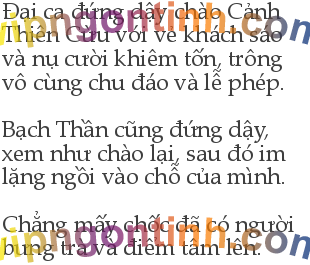 Đại ca đứng dậy chào Cảnh
Thiên Cửu với vẻ khách sáo
và nụ cười khiêm tốn, trông
vô cùng chu đáo và lễ phép.
Bạch Thần cũng đứng dậy,
xem như chào lại, sau đó im
lặng ngồi vào chỗ của mình.
Chẳng mấy chốc đã có người
bưng trà và điểm tâm lên.